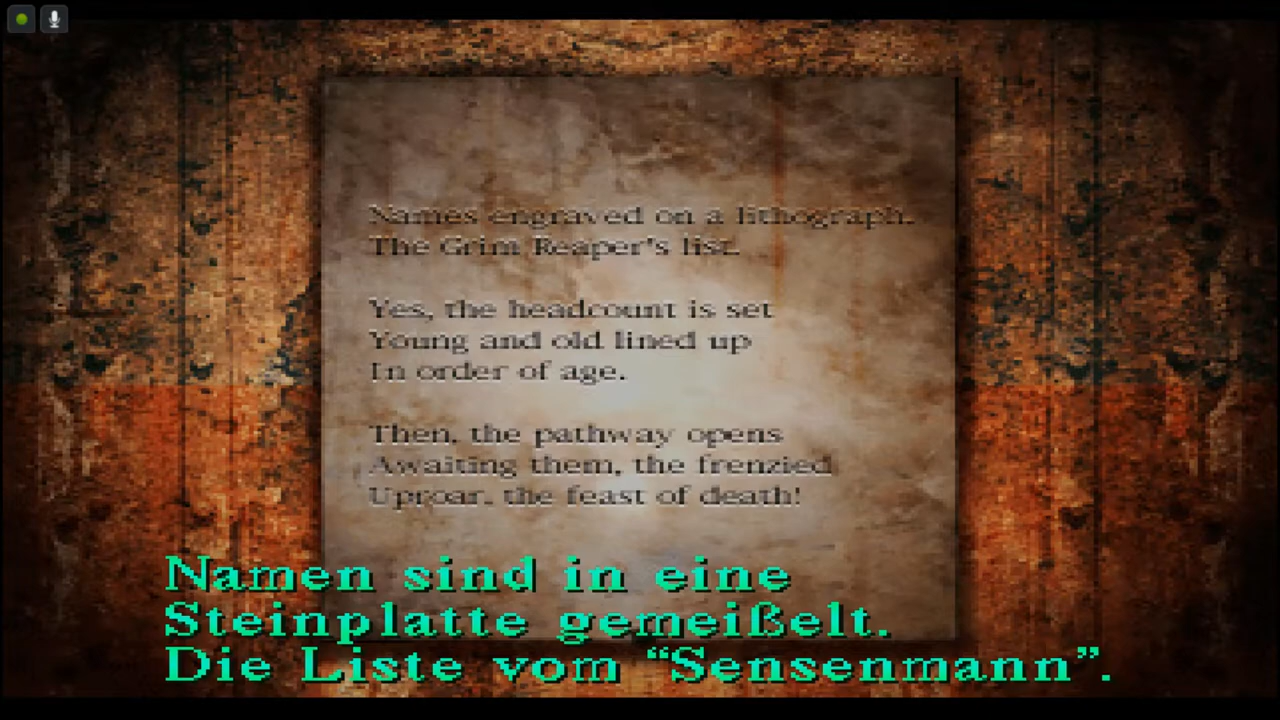 Names engraved on a lithograph.
The Grim Reaper's list.
Yes, the headcount is set
Young and old lined up
In order of age.
Then, the pathway opens
Awaiting them, the frenzied
Uproar, the feast of death!
Namen sind in eine
Steinplatte gemeißelt.
Die Liste vom “Sensenmann”.